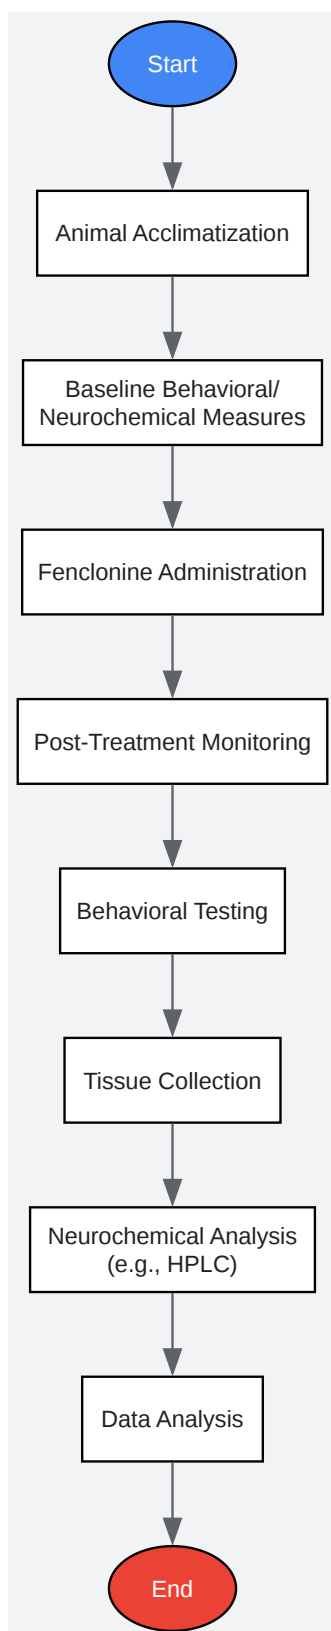 Start
Animal Acclimatization
Baseline Behavioral/
Neurochemical Measures
Fenclonine Administration
Post-Treatment Monitoring
Behavioral Testing
Tissue Collection
Neurochemical Analysis
(e.g., HPLC)
Data Analysis
End